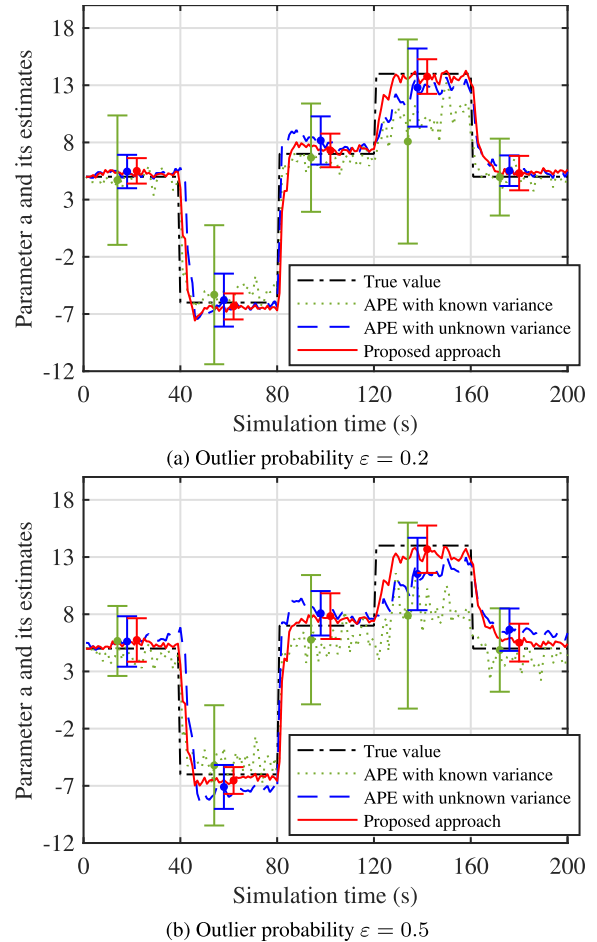 18
13
8
3
-2
-7
-12
Parameter a and its estimates
True value
APE with known variance
APE with unknown variance
Proposed approach
0 40 80 120 160 200
Simulation time (s)
(a) Outlier probability ε = 0.2
18
13
8
3
-2
-7
-12
Parameter a and its estimates
True value
APE with known variance
APE with unknown variance
Proposed approach
0 40 80 120 160 200
Simulation time (s)
(b) Outlier probability ε = 0.5